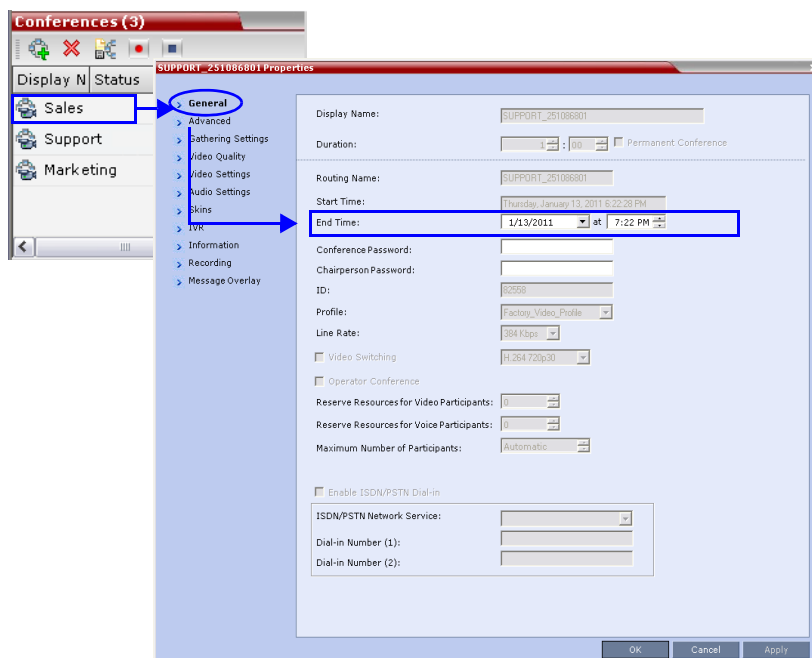 Conferences (3)
Display N Status
Sales
Support
Marketing
SUPPORT_251086801 Properties
General
Advanced
Gathering Settings
Video Quality
Video Settings
Audio Settings
Skins
IVR
Information
Recording
Message Overlay
Display Name: SUPPORT_251086801
Duration: 1 : 00 Permanent Conference
Routing Name: SUPPORT_251086801
Start Time: Thursday, January 13, 2011 6:22:28 PM
End Time: 1/13/2011 at 7:22 PM
Conference Password:
Chairperson Password:
ID: 82558
Profile: Factory_Video_Profile
Line Rate: 384 Kbps
Video Switching H.264 720p30
Operator Conference
Reserve Resources for Video Participants: 0
Reserve Resources for Voice Participants: 0
Maximum Number of Participants: Automatic
Enable ISDN/PSTN Dial-in
ISDN/PSTN Network Service:
Dial-in Number (1):
Dial-in Number (2):
OK Cancel Apply